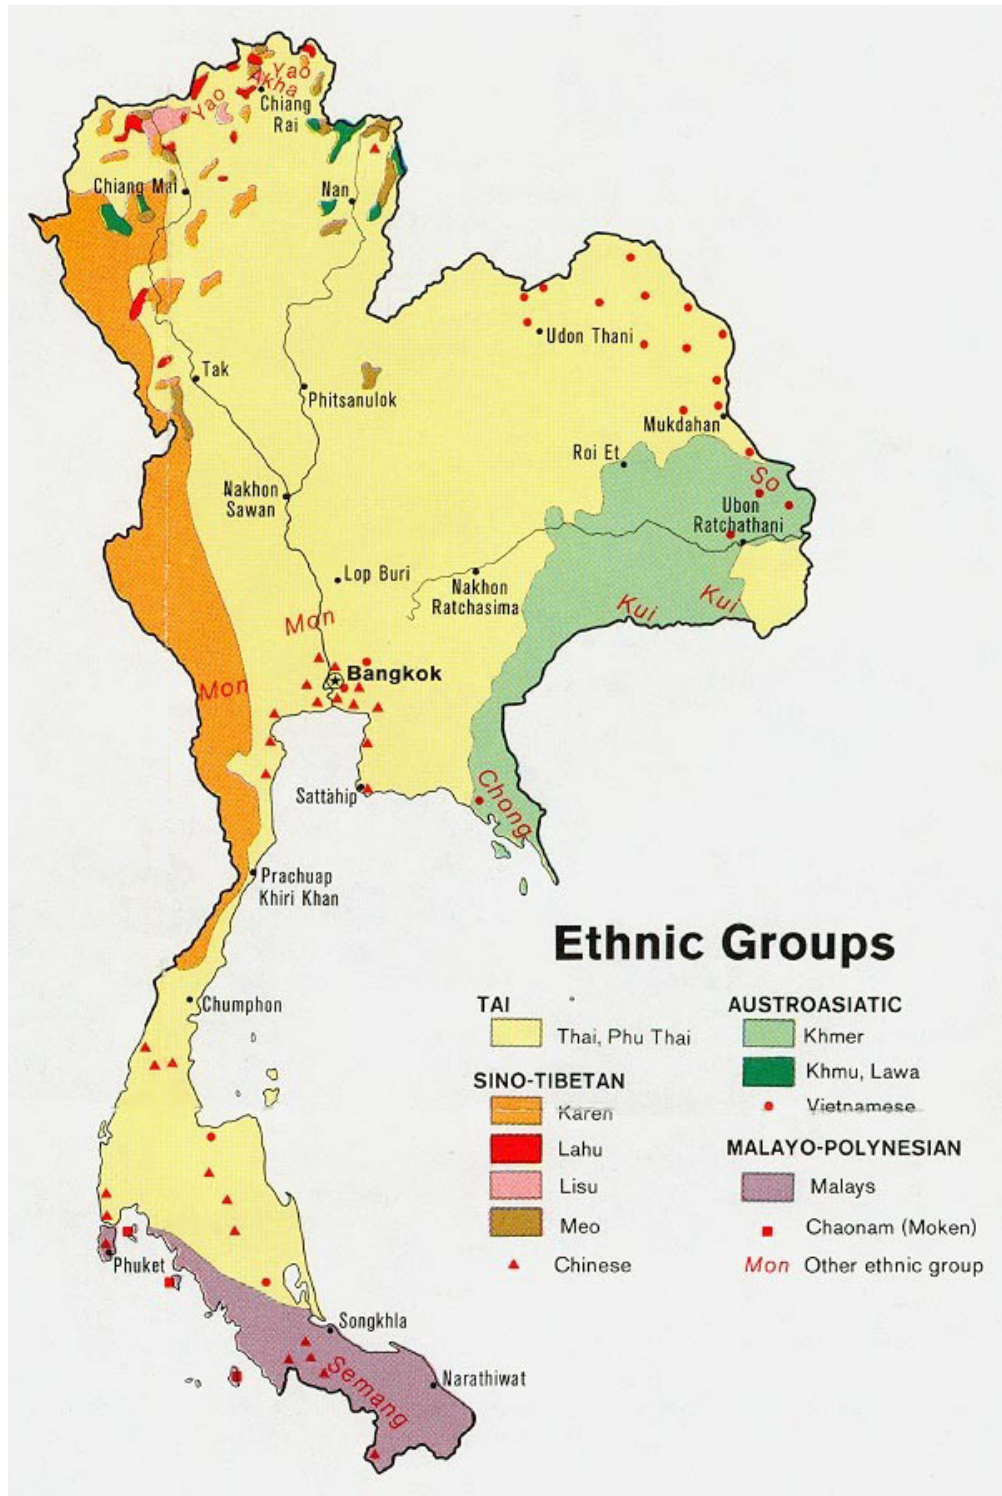 Yao
Akha
Yao
Chiang
Rai
Chiang Mai
Nan
Udon Thani
Tak
Phitsanulok
Mukdahan
Roi Et
So
Nakhon
Sawan
Ubon
Ratchathani
Lop Buri
Nakhon
Ratchasima
Kui
Kui
Mon
Bangkok
Mon
Sattahip
Chong
Prachuap
Khiri Khan
Chumphon
Phuket
Songkhla
Semang
Narathiwat
Ethnic Groups
TAI
Thai, Phu Thai
SINO-TIBETAN
Karen
Lahu
Lisu
Meo
Chinese
AUSTROASIATIC
Khmer
Khmu, Lawa
Vietnamese
MALAYO-POLYNESIAN
Malays
Chaonam (Moken)
Mon Other ethnic group